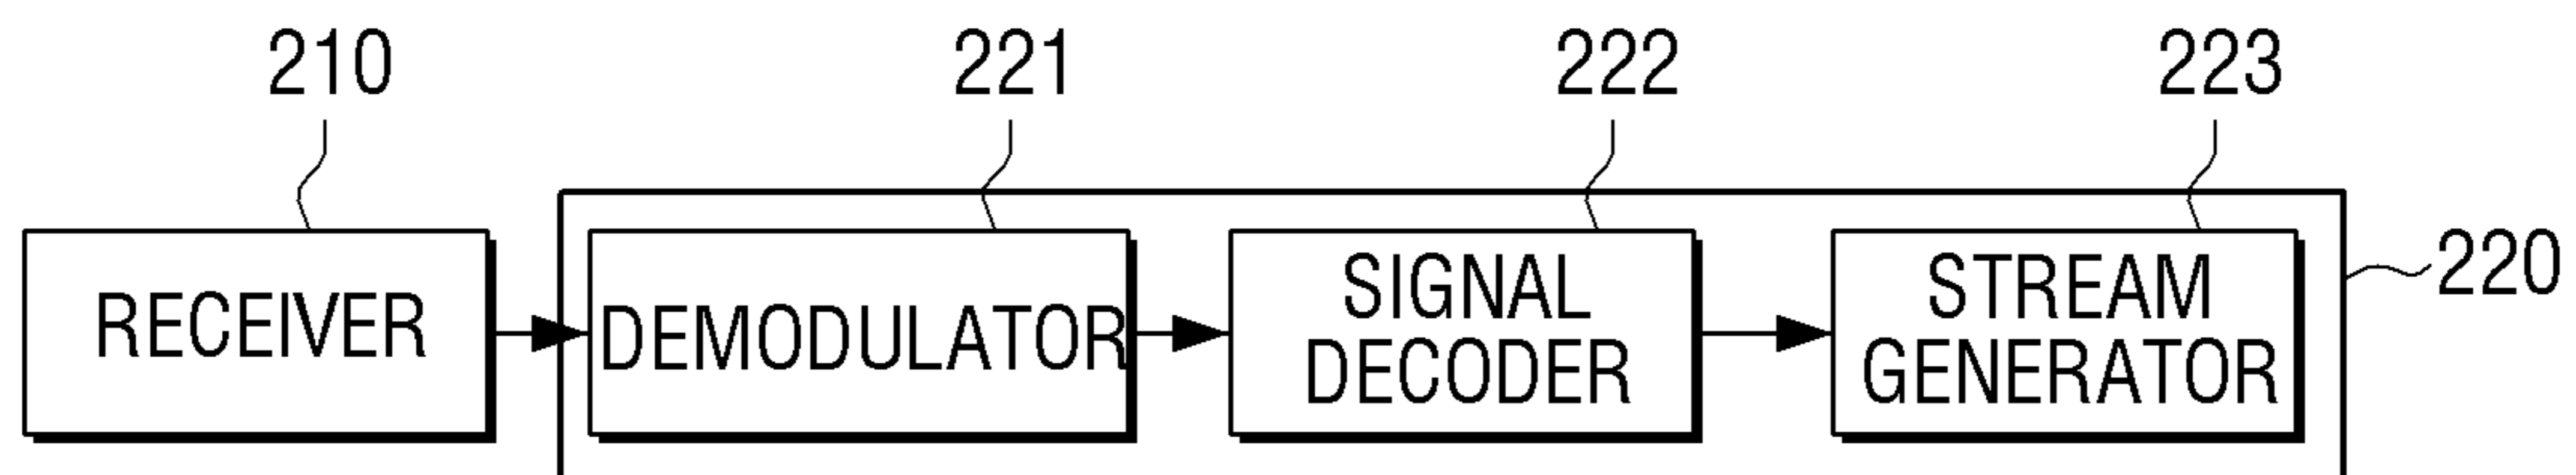 210
221
222
223
RECEIVER
DEMODULATOR
SIGNAL
DECODER
STREAM
GENERATOR
220